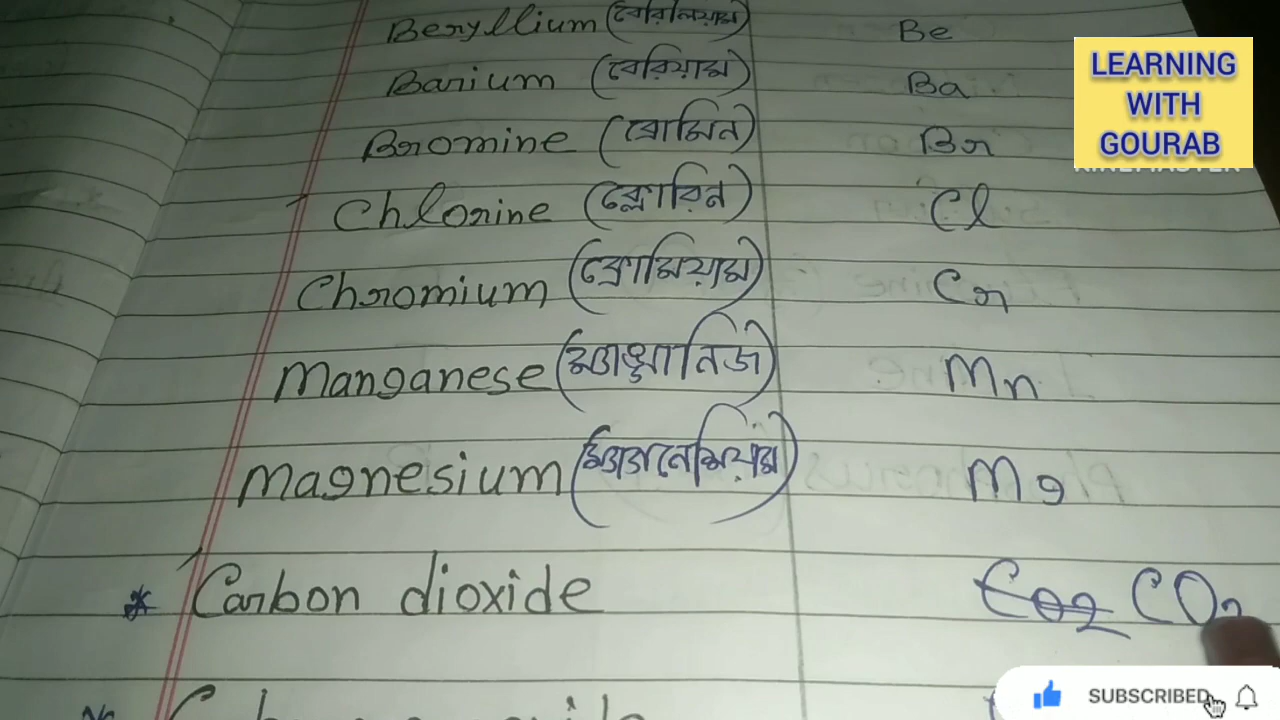 Beryllium (বেরিলিয়াম) Be
Barium (বেরিয়াম) Ba
Bromine (ব্রোমিন) Br
Chlorine (ক্লোরিন) Cl
Chromium (ক্রোমিয়াম) Cr
Manganese (ম্যাঙ্গানিজ) Mn
Magnesium Mg
* Carbon dioxide CO2 CO2
LEARNING
WITH
GOURAB
KINEMASTER
SUBSCRIBED